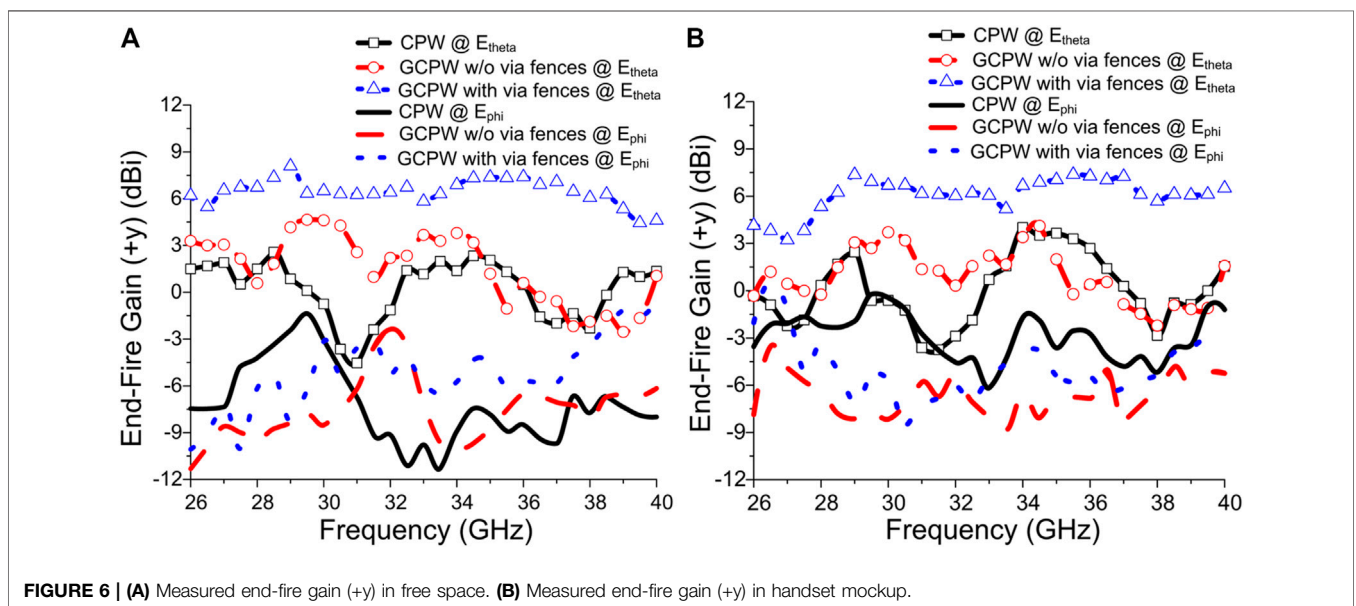 A
CPW @ Etheta
GCPW w/o via fences @ Etheta
GCPW with via fences @ Etheta
CPW @ Ephi
GCPW w/o via fences @ Ephi
GCPW with via fences @ Ephi
End-Fire Gain (+y) (dBi)
12
9
6
3
0
-3
-6
-9
-12
26 28 30 32 34 36 38 40
Frequency (GHz)
B
CPW @ Etheta
GCPW w/o via fences @ Etheta
GCPW with via fences @ Etheta
CPW @ Ephi
GCPW w/o via fences @ Ephi
GCPW with via fences @ Ephi
End-Fire Gain (+y) (dBi)
12
9
6
3
0
-3
-6
-9
-12
26 28 30 32 34 36 38 40
Frequency (GHz)
FIGURE 6 | (A) Measured end-fire gain (+y) in free space. (B) Measured end-fire gain (+y) in handset mockup.